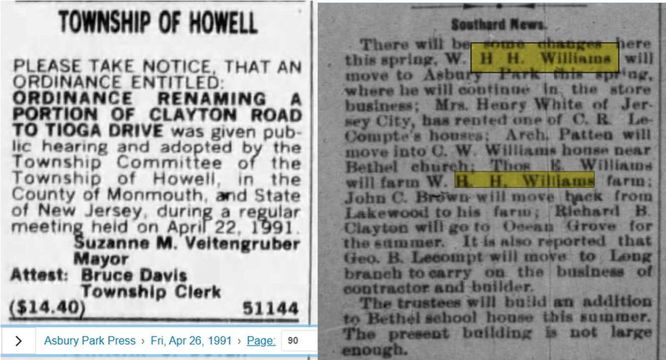 TOWNSHIP OF HOWELL
PLEASE TAKE NOTICE, THAT AN
ORDINANCE ENTITLED:
ORDINANCE RENAMING A
PORTION OF CLAYTON ROAD
TO TIOGA DRIVE was given pub-
lic hearing and adopted by the
Township Committee of the
Township of Howell, in the
County of Monmouth, and State
of New Jersey, during a regular
meeting held on April 22, 1991.
Suzanne M. Veitengruber
Mayor
Attest: Bruce Davis
Township Clerk
($14.40) 51144
Asbury Park Press › Fri, Apr 26, 1991 › Page: 90
Southard News.
There will be some changes here
this spring, W. H H. Williams will
move to Asbury Park this spring,
where he will continue in the store
business; Mrs. Henry White of Jer-
sey City, has rented one of C. R. Le-
Compte's houses; Arch. Patten will
move into C. W. Williams house near
Bethel church; Thos E. Williams
will farm W. H. H. Williams farm;
John C. Brown will move back from
Lakewood to his farm; Richard B.
Clayton will go to Ocean Grove for
the summer. It is also reported that
Geo. B. Lecompt will move to Long
branch to carry on the business of
contractor and builder.
The trustees will build an addition
to Bethel school house this summer.
The present building is not large
enough.